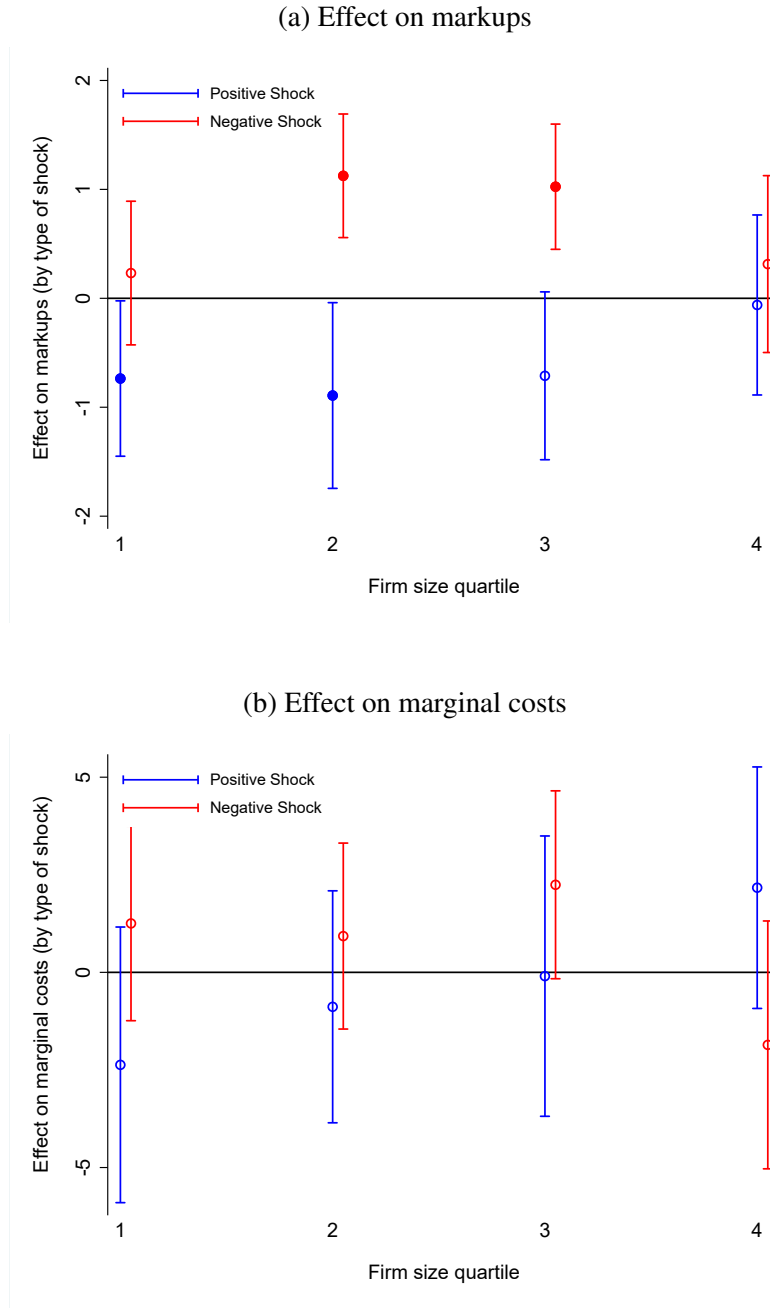 (a) Effect on markups
Effect on markups (by type of shock)
2
1
0
-1
-2
Positive Shock
Negative Shock
1 2 3 4
Firm size quartile
(b) Effect on marginal costs
Effect on marginal costs (by type of shock)
5
0
-5
Positive Shock
Negative Shock
1 2 3 4
Firm size quartile